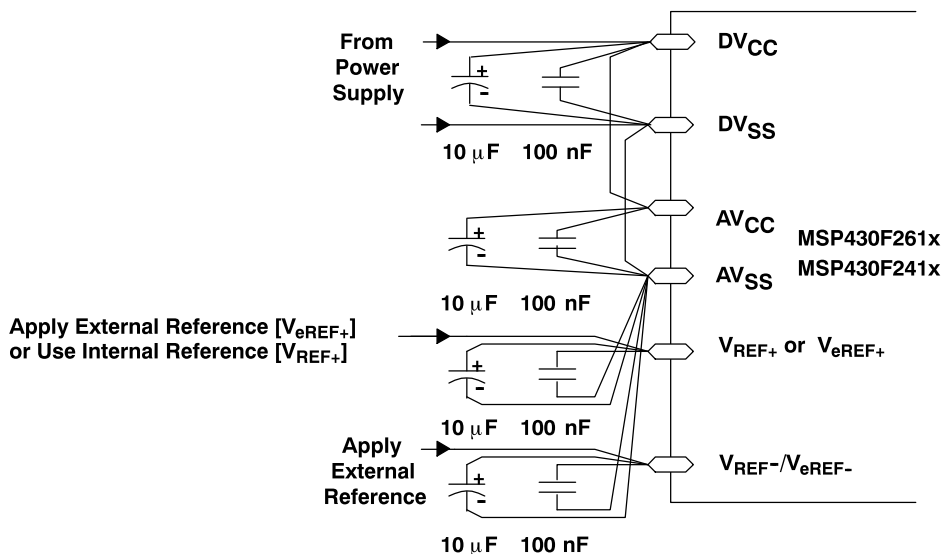 From
Power
Supply
DVCC
+
-
DVSS
10 μF 100 nF
AVCC
+
-
MSP430F261x
AVSS
MSP430F241x
10 μF 100 nF
Apply External Reference [VeREF+]
or Use Internal Reference [VREF+]
VREF+ or VeREF+
+
-
10 μF 100 nF
Apply
External
Reference
VREF-/VeREF-
+
-
10 μF 100 nF